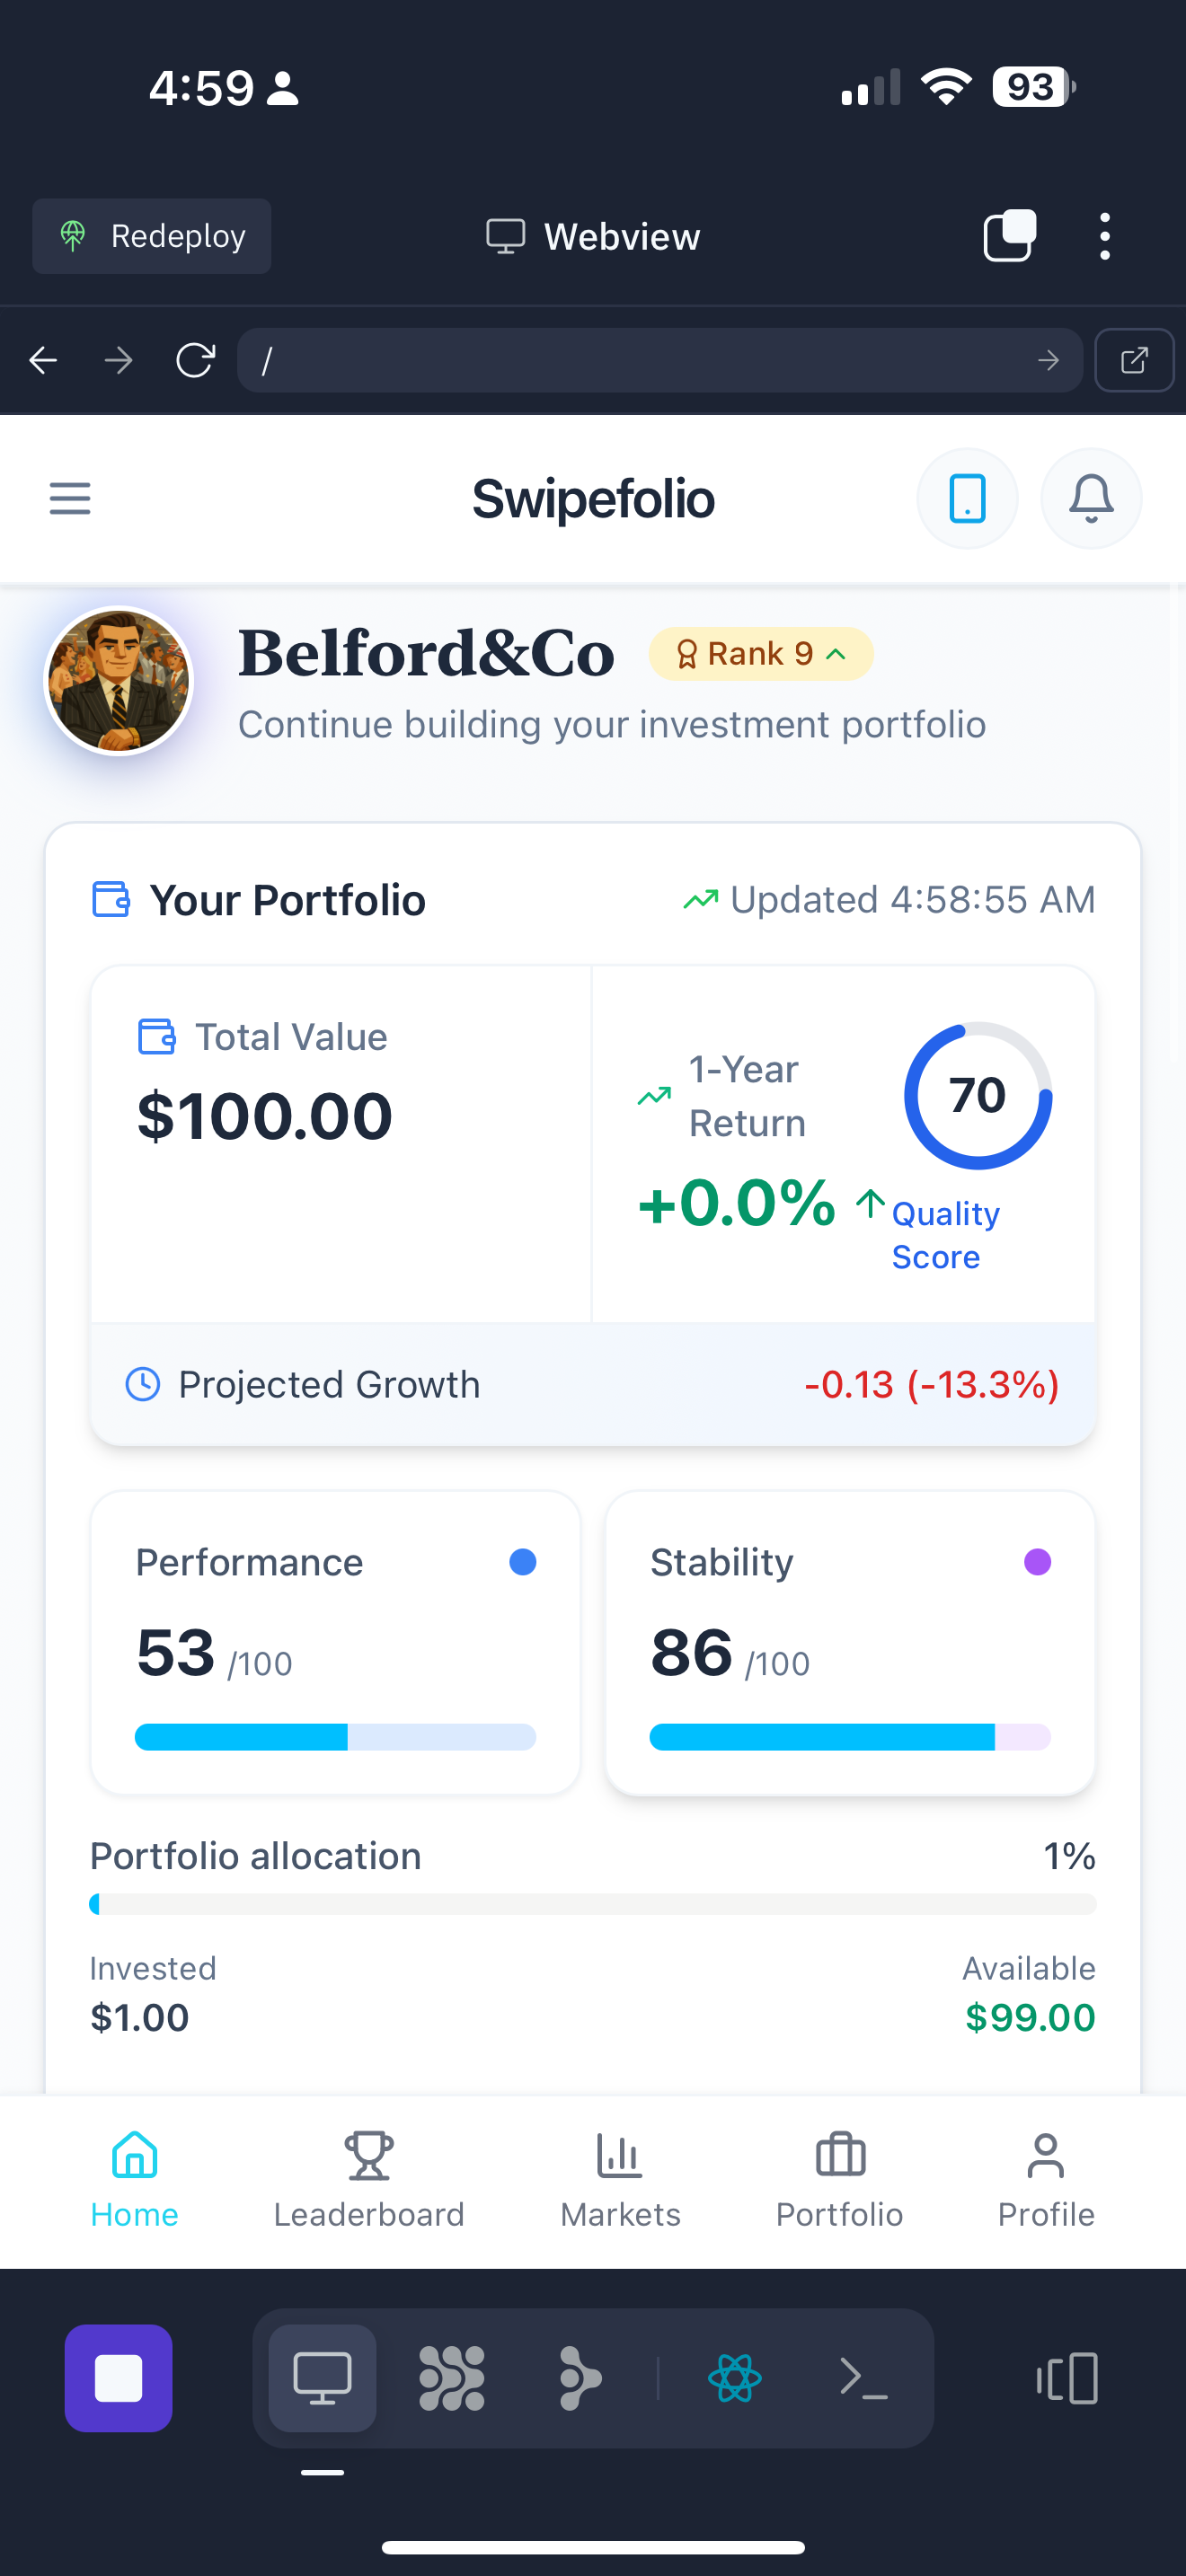 4:59
93
Redeploy
Webview
/
Swipefolio
Belford&Co
Rank 9
Continue building your investment portfolio
Your Portfolio
Updated 4:58:55 AM
Total Value
$100.00
1-Year
Return
+0.0%
70
Quality
Score
Projected Growth
-0.13 (-13.3%)
Performance
53 /100
Stability
86 /100
Portfolio allocation
1%
Invested
$1.00
Available
$99.00
Home
Leaderboard
Markets
Portfolio
Profile